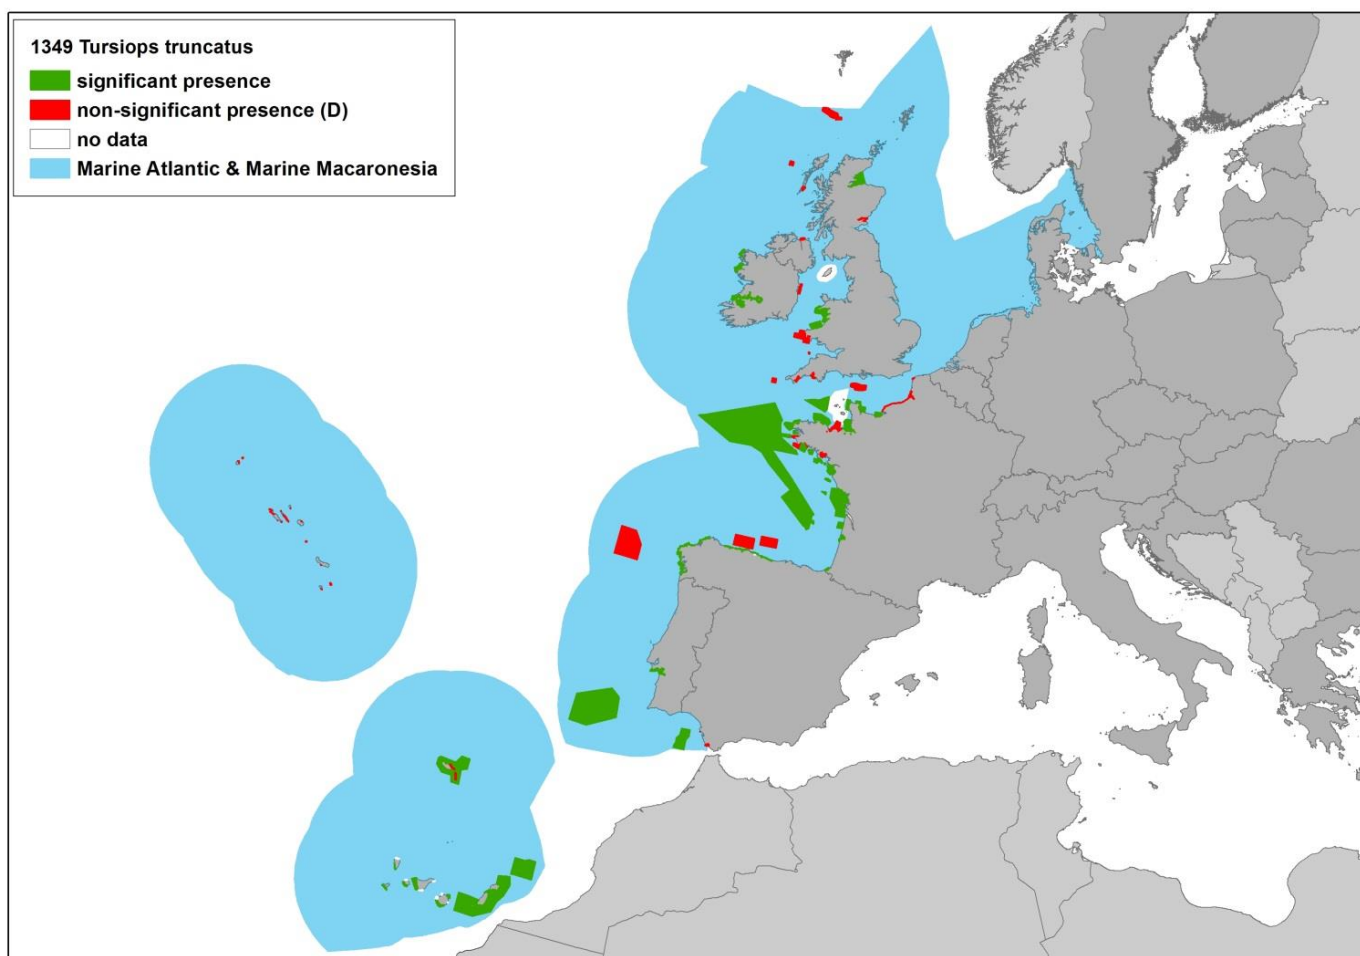 1349 Tursiops truncatus
significant presence
non-significant presence (D)
no data
Marine Atlantic & Marine Macaronesia